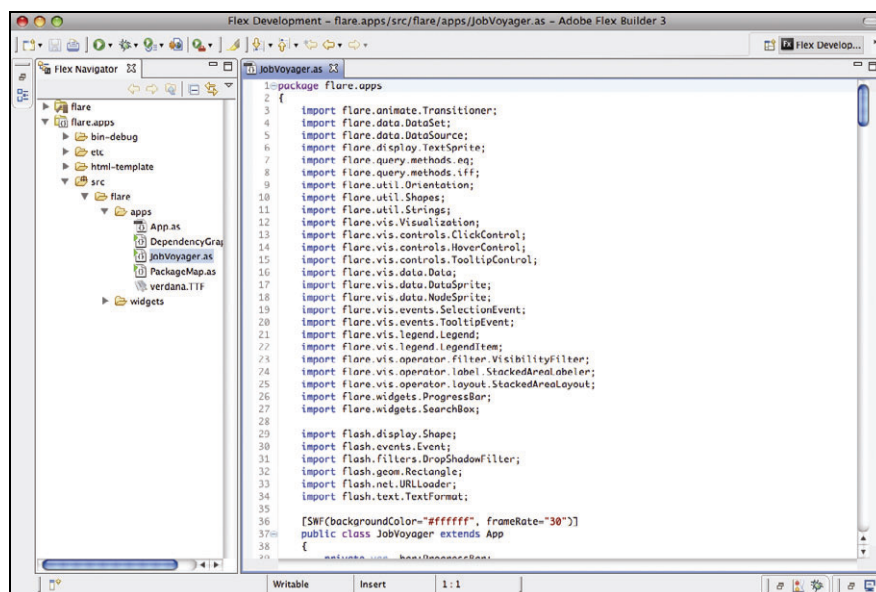 Flex Development – flare.apps/src/flare/apps/JobVoyager.as – Adobe Flex Builder 3
Flex Develop...
Flex Navigator
flare
flare.apps
bin-debug
etc
html-template
src
flare
apps
App.as
DependencyGrap
JobVoyager.as
PackageMap.as
verdana.TTF
widgets
JobVoyager.as
1 package flare.apps
2 {
3 import flare.animate.Transitioner;
4 import flare.data.DataSet;
5 import flare.data.DataSource;
6 import flare.display.TextSprite;
7 import flare.query.methods.eq;
8 import flare.query.methods.iff;
9 import flare.util.Orientation;
10 import flare.util.Shapes;
11 import flare.util.Strings;
12 import flare.vis.Visualization;
13 import flare.vis.controls.ClickControl;
14 import flare.vis.controls.HoverControl;
15 import flare.vis.controls.TooltipControl;
16 import flare.vis.data.Data;
17 import flare.vis.data.DataSprite;
18 import flare.vis.data.NodeSprite;
19 import flare.vis.events.SelectionEvent;
20 import flare.vis.events.TooltipEvent;
21 import flare.vis.legend.Legend;
22 import flare.vis.legend.LegendItem;
23 import flare.vis.operator.filter.VisibilityFilter;
24 import flare.vis.operator.label.StackedAreaLabeler;
25 import flare.vis.operator.layout.StackedAreaLayout;
26 import flare.widgets.ProgressBar;
27 import flare.widgets.SearchBox;
28
29 import flash.display.Shape;
30 import flash.events.Event;
31 import flash.filters.DropShadowFilter;
32 import flash.geom.Rectangle;
33 import flash.net.URLLoader;
34 import flash.text.TextFormat;
35
36 [SWF(backgroundColor="#ffffff", frameRate="30")]
37 public class JobVoyager extends App
38 {
39 private var _bar:ProgressBar;
Writable
Insert
1 : 1